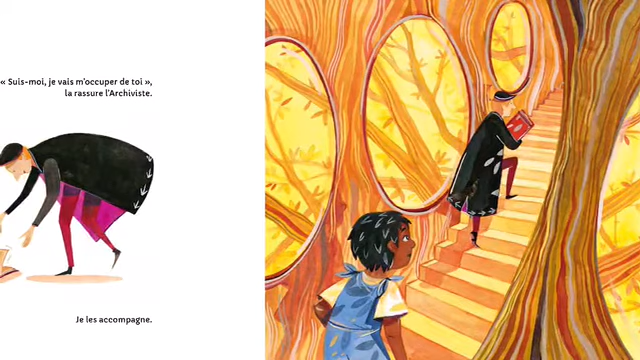 « Suis-moi, je vais m'occuper de toi »,
la rassure l'Archiviste.
Je les accompagne.